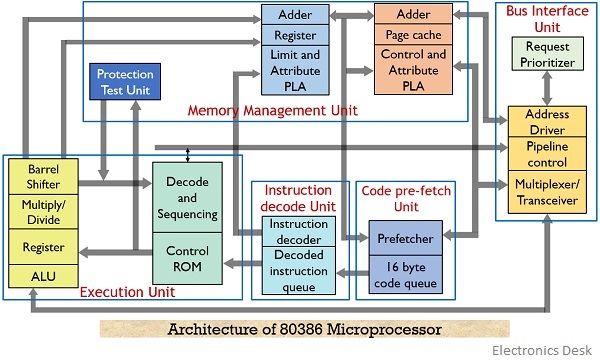 Bus Interface
Unit
Request
Prioritizer
Address
Driver
Pipeline
control
Multiplexer/
Transceiver
Adder
Register
Limit and
Attribute
PLA
Adder
Page cache
Control and
Attribute
PLA
Memory Management Unit
Protection
Test Unit
Barrel
Shifter
Multiply/
Divide
Register
ALU
Decode
and
Sequencing
Control
ROM
Execution Unit
Instruction
decode Unit
Instruction
decoder
Decoded
instruction
queue
Code pre-fetch
Unit
Prefetcher
16 byte
code queue
Architecture of 80386 Microprocessor
Electronics Desk